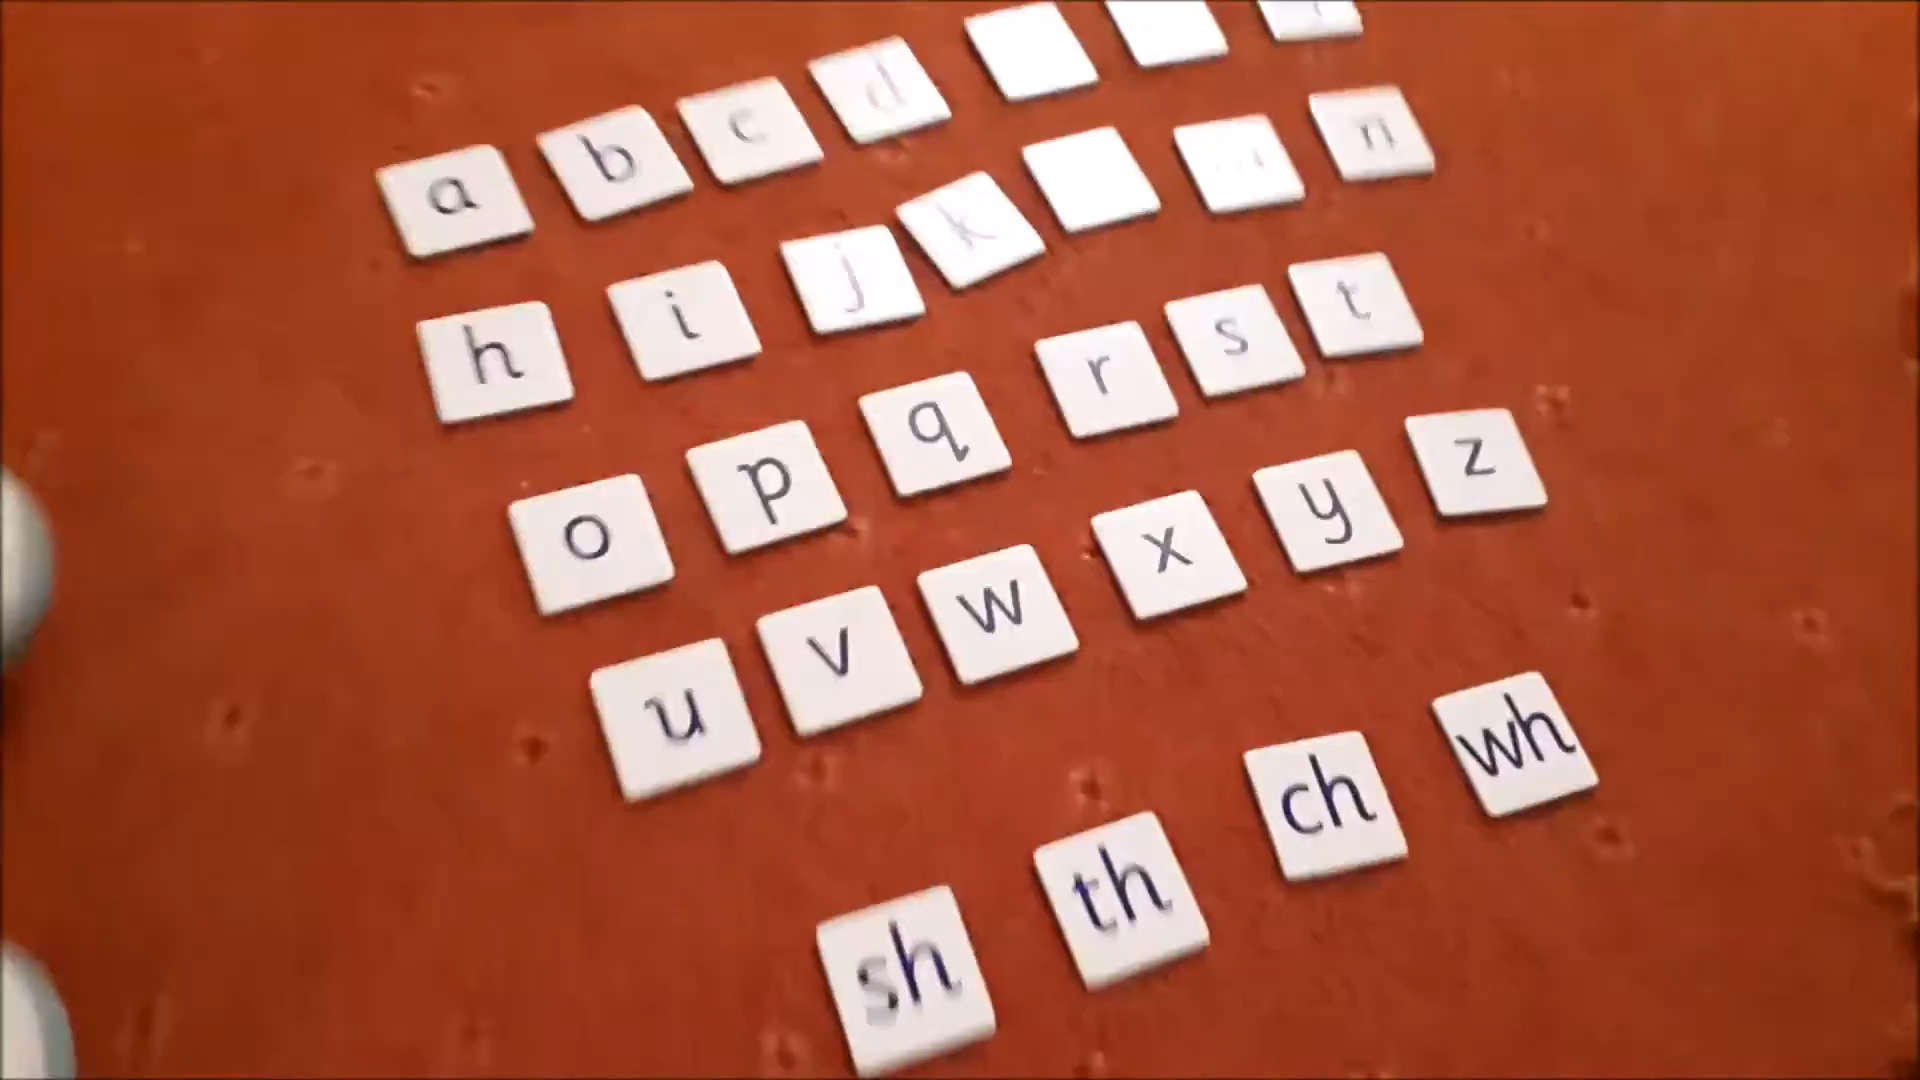 a b c d
h i j k n
o p q r s t
u v w x y z
sh th ch wh